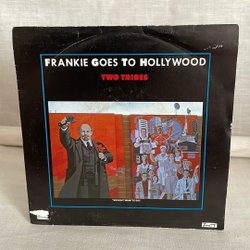 FRANKIE GOES TO HOLLYWOOD
TWO TRIBES